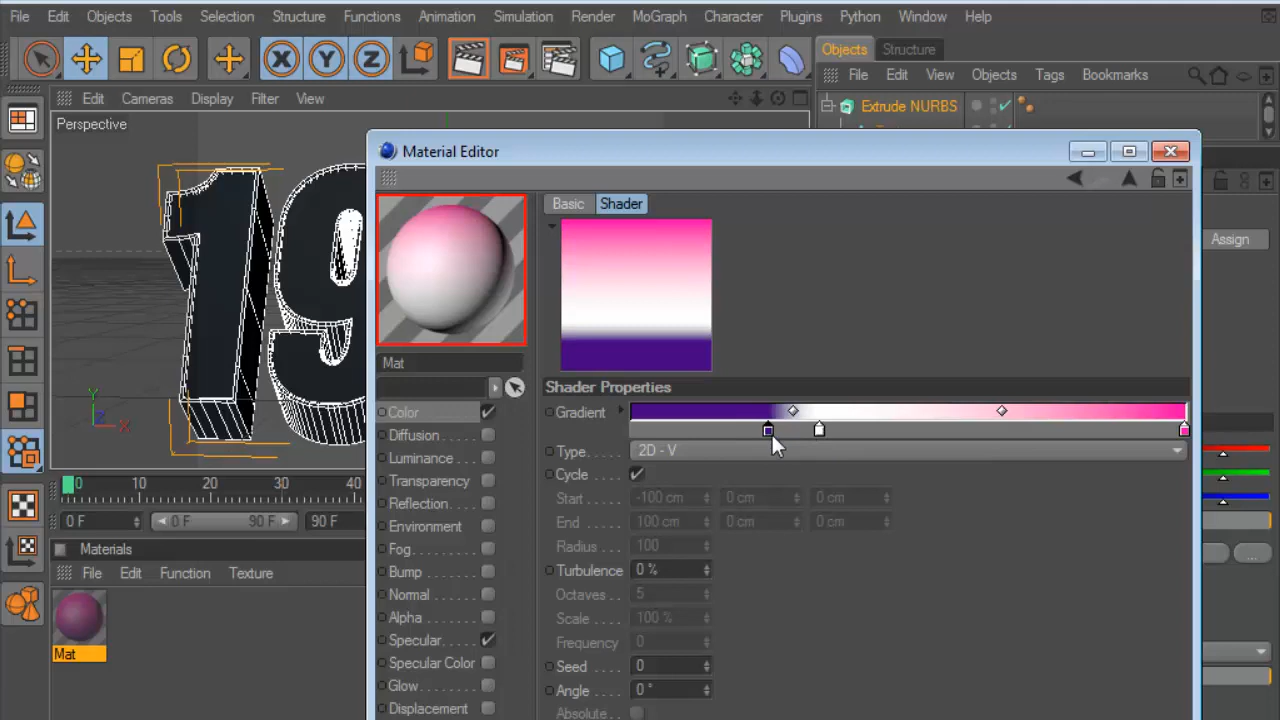 File Edit Objects Tools Selection Structure Functions Animation Simulation Render MoGraph Character Plugins Python Window Help
X Y Z
Objects Structure
File Edit View Objects Tags Bookmarks
Edit Cameras Display Filter View
Extrude NURBS
Perspective
Material Editor
Basic Shader
19
Assign
Mat
Shader Properties
Color
Gradient
Diffusion
Type 2D - V
Luminance
Cycle
Transparency
Start -100 cm 0 cm 0 cm
Reflection
End 100 cm 0 cm 0 cm
Environment
Radius 100
Fog
Turbulence 0 %
Bump
Octaves 5
Normal
Scale 100 %
Alpha
Frequency 0
Specular
Seed 0
Specular Color
Glow
Angle 0 °
Displacement
Absolute
Y
X
Z
0 10 20 30 40
0 F 0 F 90 F 90 F
Materials
File Edit Function Texture
Mat